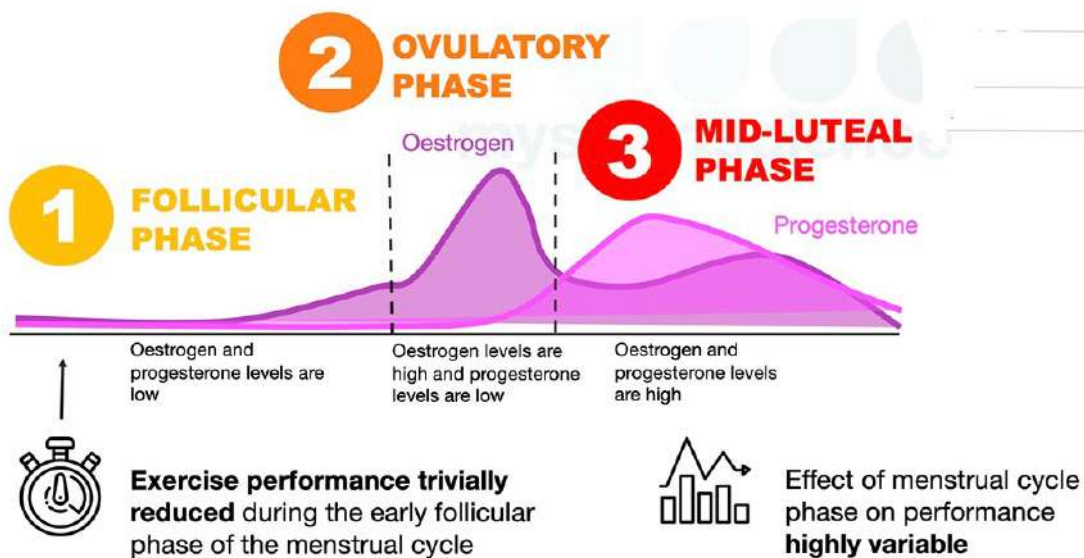 2
OVULATORY
PHASE
Oestrogen
3
MID-LUTEAL
PHASE
1
FOLLICULAR
PHASE
Progesterone
Oestrogen and
progesterone levels are
low
Oestrogen levels are
high and progesterone
levels are low
Oestrogen and
progesterone levels
are high
Exercise performance trivially
reduced during the early follicular
phase of the menstrual cycle
Effect of menstrual cycle
phase on performance
highly variable